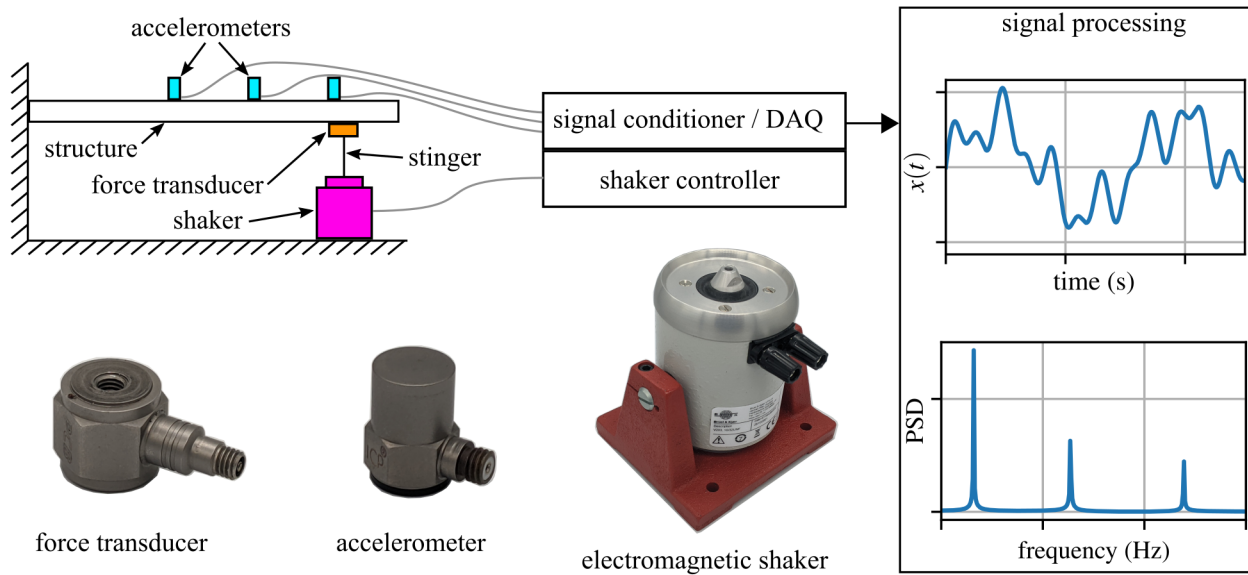 accelerometers
structure
force transducer
shaker
stinger
signal conditioner / DAQ
shaker controller
signal processing
x(t)
time (s)
PSD
frequency (Hz)
ICP®
force transducer
accelerometer
electromagnetic shaker